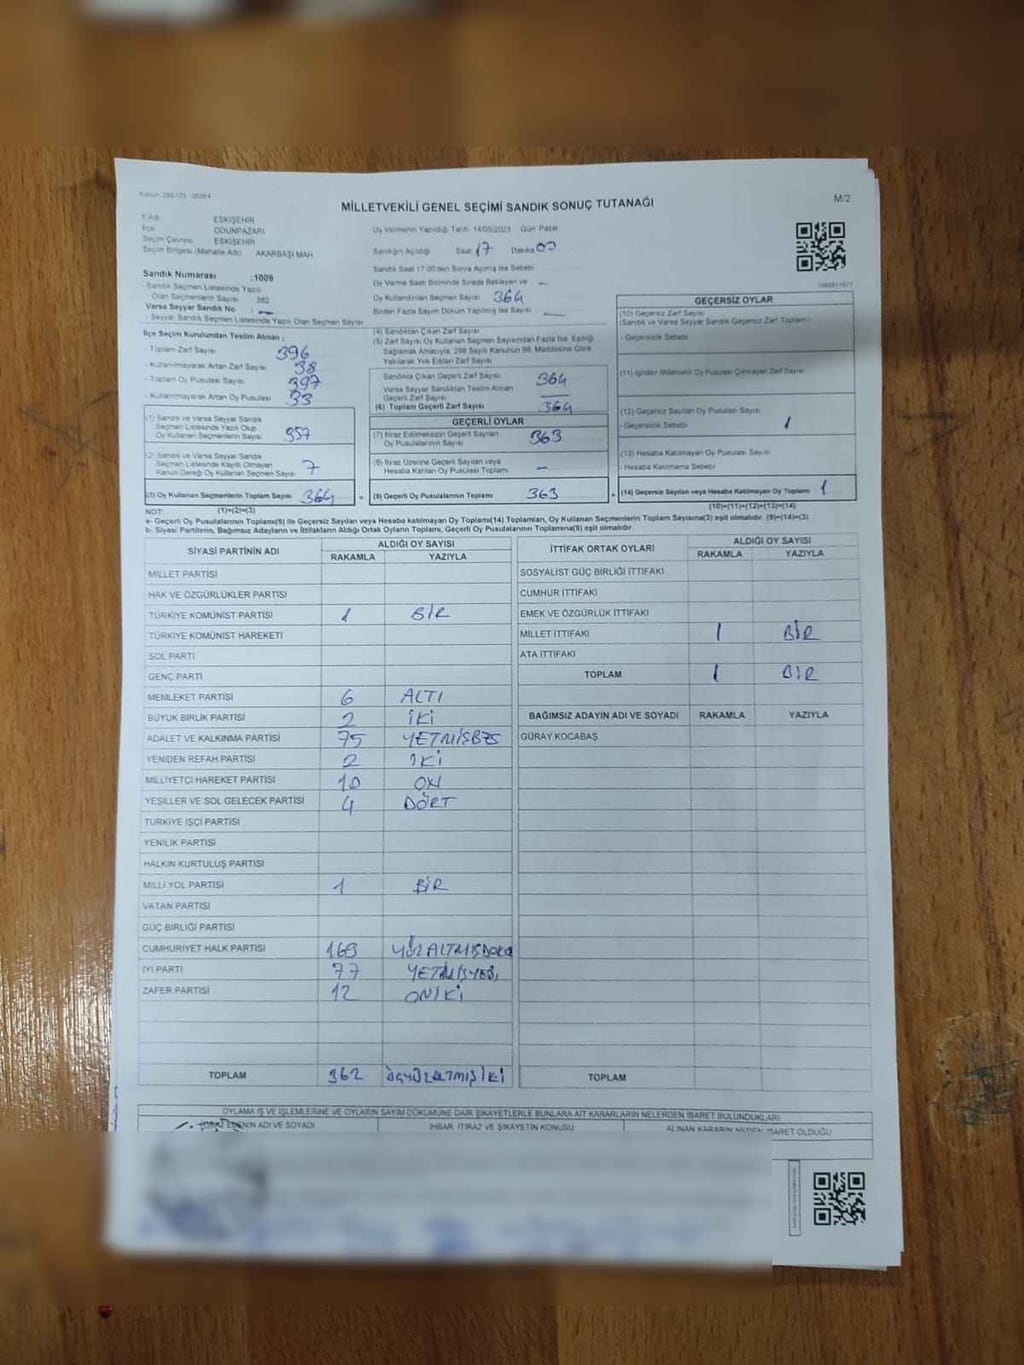 MİLLETVEKİLİ GENEL SEÇİMİ SANDIK SONUÇ TUTANAĞI
M/2
İl Adı ESKİŞEHİR
İlçe ODUNPAZARI
Seçim Çevresi ESKİŞEHİR
Seçim Bölgesi (Mahalle Adı) AKARBAŞI MAH.
Oy Vermenin Yapıldığı Tarih 14/05/2023 Gün Pazar
Sandığın Açıldığı Saat 17 Dakika 00
Sandık Saat 17:00'den Sonra Açılmış İse Sebebi
Oy Verme Saati Bitiminde Sırada Bekleyen ve —
Oy Kullandırılan Seçmen Sayısı 364
Birden Fazla Sayım Döküm Yapılmış İse Sayısı —
Sandık Numarası : 1009
- Sandık Seçmen Listesinde Yazılı
Olan Seçmenlerin Sayısı 382
Varsa Seyyar Sandık No : —
- Seyyar Sandık Seçmen Listesinde Yazılı Olan Seçmen Sayısı
İlçe Seçim Kurulundan Teslim Alınan ;
- Toplam Zarf Sayısı 396
- Kullanılmayarak Artan Zarf Sayısı 38
- Toplam Oy Pusulası Sayısı 397
- Kullanılmayarak Artan Oy Pusulası 33
(1) Sandık ve Varsa Seyyar Sandık
Seçmen Listesinde Yazılı Olup
Oy Kullanan Seçmenlerin Sayısı 357
(2) Sandık ve Varsa Seyyar Sandık
Seçmen Listesinde Kayıtlı Olmayan
Kanun Gereği Oy Kullanan Seçmen Sayısı 7
(3) Oy Kullanan Seçmenlerin Toplam Sayısı 364
(4) Sandıktan Çıkan Zarf Sayısı
(5) Zarf Sayısı Oy Kullanan Seçmen Sayısından Fazla İse, Eşitliği
Sağlamak Amacıyla, 298 Sayılı Kanunun 98. Maddesine Göre
Yakılarak Yok Edilen Zarf Sayısı
Sandıkta Çıkan Geçerli Zarf Sayısı 364
Varsa Seyyar Sandıktan Teslim Alınan
Geçerli Zarf Sayısı —
(6) Toplam Geçerli Zarf Sayısı 364
GEÇERLİ OYLAR
(7) İtiraz Edilmeksizin Geçerli Sayılan
Oy Pusulalarının Sayısı 363
(8) İtiraz Üzerine Geçerli Sayılan veya
Hesaba Katılan Oy Pusulası Toplamı —
= (9) Geçerli Oy Pusulalarının Toplamı 363
GEÇERSİZ OYLAR
(10) Geçersiz Zarf Sayısı
(Sandık ve Varsa Seyyar Sandık Geçersiz Zarf Toplamı)
- Geçersizlik Sebebi
(11) İçinden Milletvekili Oy Pusulası Çıkmayan Zarf Sayısı
(12) Geçersiz Sayılan Oy Pusulası Sayısı
- Geçersizlik Sebebi 1
(13) Hesaba Katılmayan Oy Pusulası Sayısı
- Hesaba Katılmama Sebebi
+ (14) Geçersiz Sayılan veya Hesaba Katılmayan Oy Toplamı 1
NOT: (1)+(2)=(3)
(10)+(11)+(12)+(13)=(14)
a- Geçerli Oy Pusulalarının Toplamı(9) ile Geçersiz Sayılan veya Hesaba katılmayan Oy Toplamı(14) Toplamları, Oy Kullanan Seçmenlerin Toplam Sayısına(3) eşit olmalıdır. (9)+(14)=(3)
b- Siyasi Partilerin, Bağımsız Adayların ve İttifakların Aldığı Ortak Oyların Toplamı, Geçerli Oy Pusulalarının Toplamına(9) eşit olmalıdır.
SİYASİ PARTİNİN ADI ALDIĞI OY SAYISI
RAKAMLA YAZIYLA
MİLLET PARTİSİ
HAK VE ÖZGÜRLÜKLER PARTİSİ
TÜRKİYE KOMÜNİST PARTİSİ 1 BİR
TÜRKİYE KOMÜNİST HAREKETİ
SOL PARTİ
GENÇ PARTİ
MEMLEKET PARTİSİ 6 ALTI
BÜYÜK BİRLİK PARTİSİ 2 İKİ
ADALET VE KALKINMA PARTİSİ 75 YETMİŞBEŞ
YENİDEN REFAH PARTİSİ 2 İKİ
MİLLİYETÇİ HAREKET PARTİSİ 10 ON
YEŞİLLER VE SOL GELECEK PARTİSİ 4 DÖRT
TÜRKİYE İŞÇİ PARTİSİ
YENİLİK PARTİSİ
HALKIN KURTULUŞ PARTİSİ
MİLLİ YOL PARTİSİ 1 BİR
VATAN PARTİSİ
GÜÇ BİRLİĞİ PARTİSİ
CUMHURİYET HALK PARTİSİ 169 YÜZALTMIŞDOKU
İYİ PARTİ 77 YETMİŞYEDİ
ZAFER PARTİSİ 12 ONİKİ
TOPLAM 362 ÜÇYÜZALTMIŞİKİ
İTTİFAK ORTAK OYLARI ALDIĞI OY SAYISI
RAKAMLA YAZIYLA
SOSYALİST GÜÇ BİRLİĞİ İTTİFAKI
CUMHUR İTTİFAKI
EMEK VE ÖZGÜRLÜK İTTİFAKI
MİLLET İTTİFAKI 1 BİR
ATA İTTİFAKI
TOPLAM 1 BİR
BAĞIMSIZ ADAYIN ADI VE SOYADI RAKAMLA YAZIYLA
GÜRAY KOCABAŞ
TOPLAM
OYLAMA İŞ VE İŞLEMLERİNE VE OYLARIN SAYIM DÖKÜMÜNE DAİR ŞİKAYETLERLE BUNLARA AİT KARARLARIN NELERDEN İBARET BULUNDUKLARI
İTİRAZ EDENİN ADI VE SOYADI İHBAR, İTİRAZ VE ŞİKAYETİN KONUSU ALINAN KARARIN NEDEN İBARET OLDUĞU